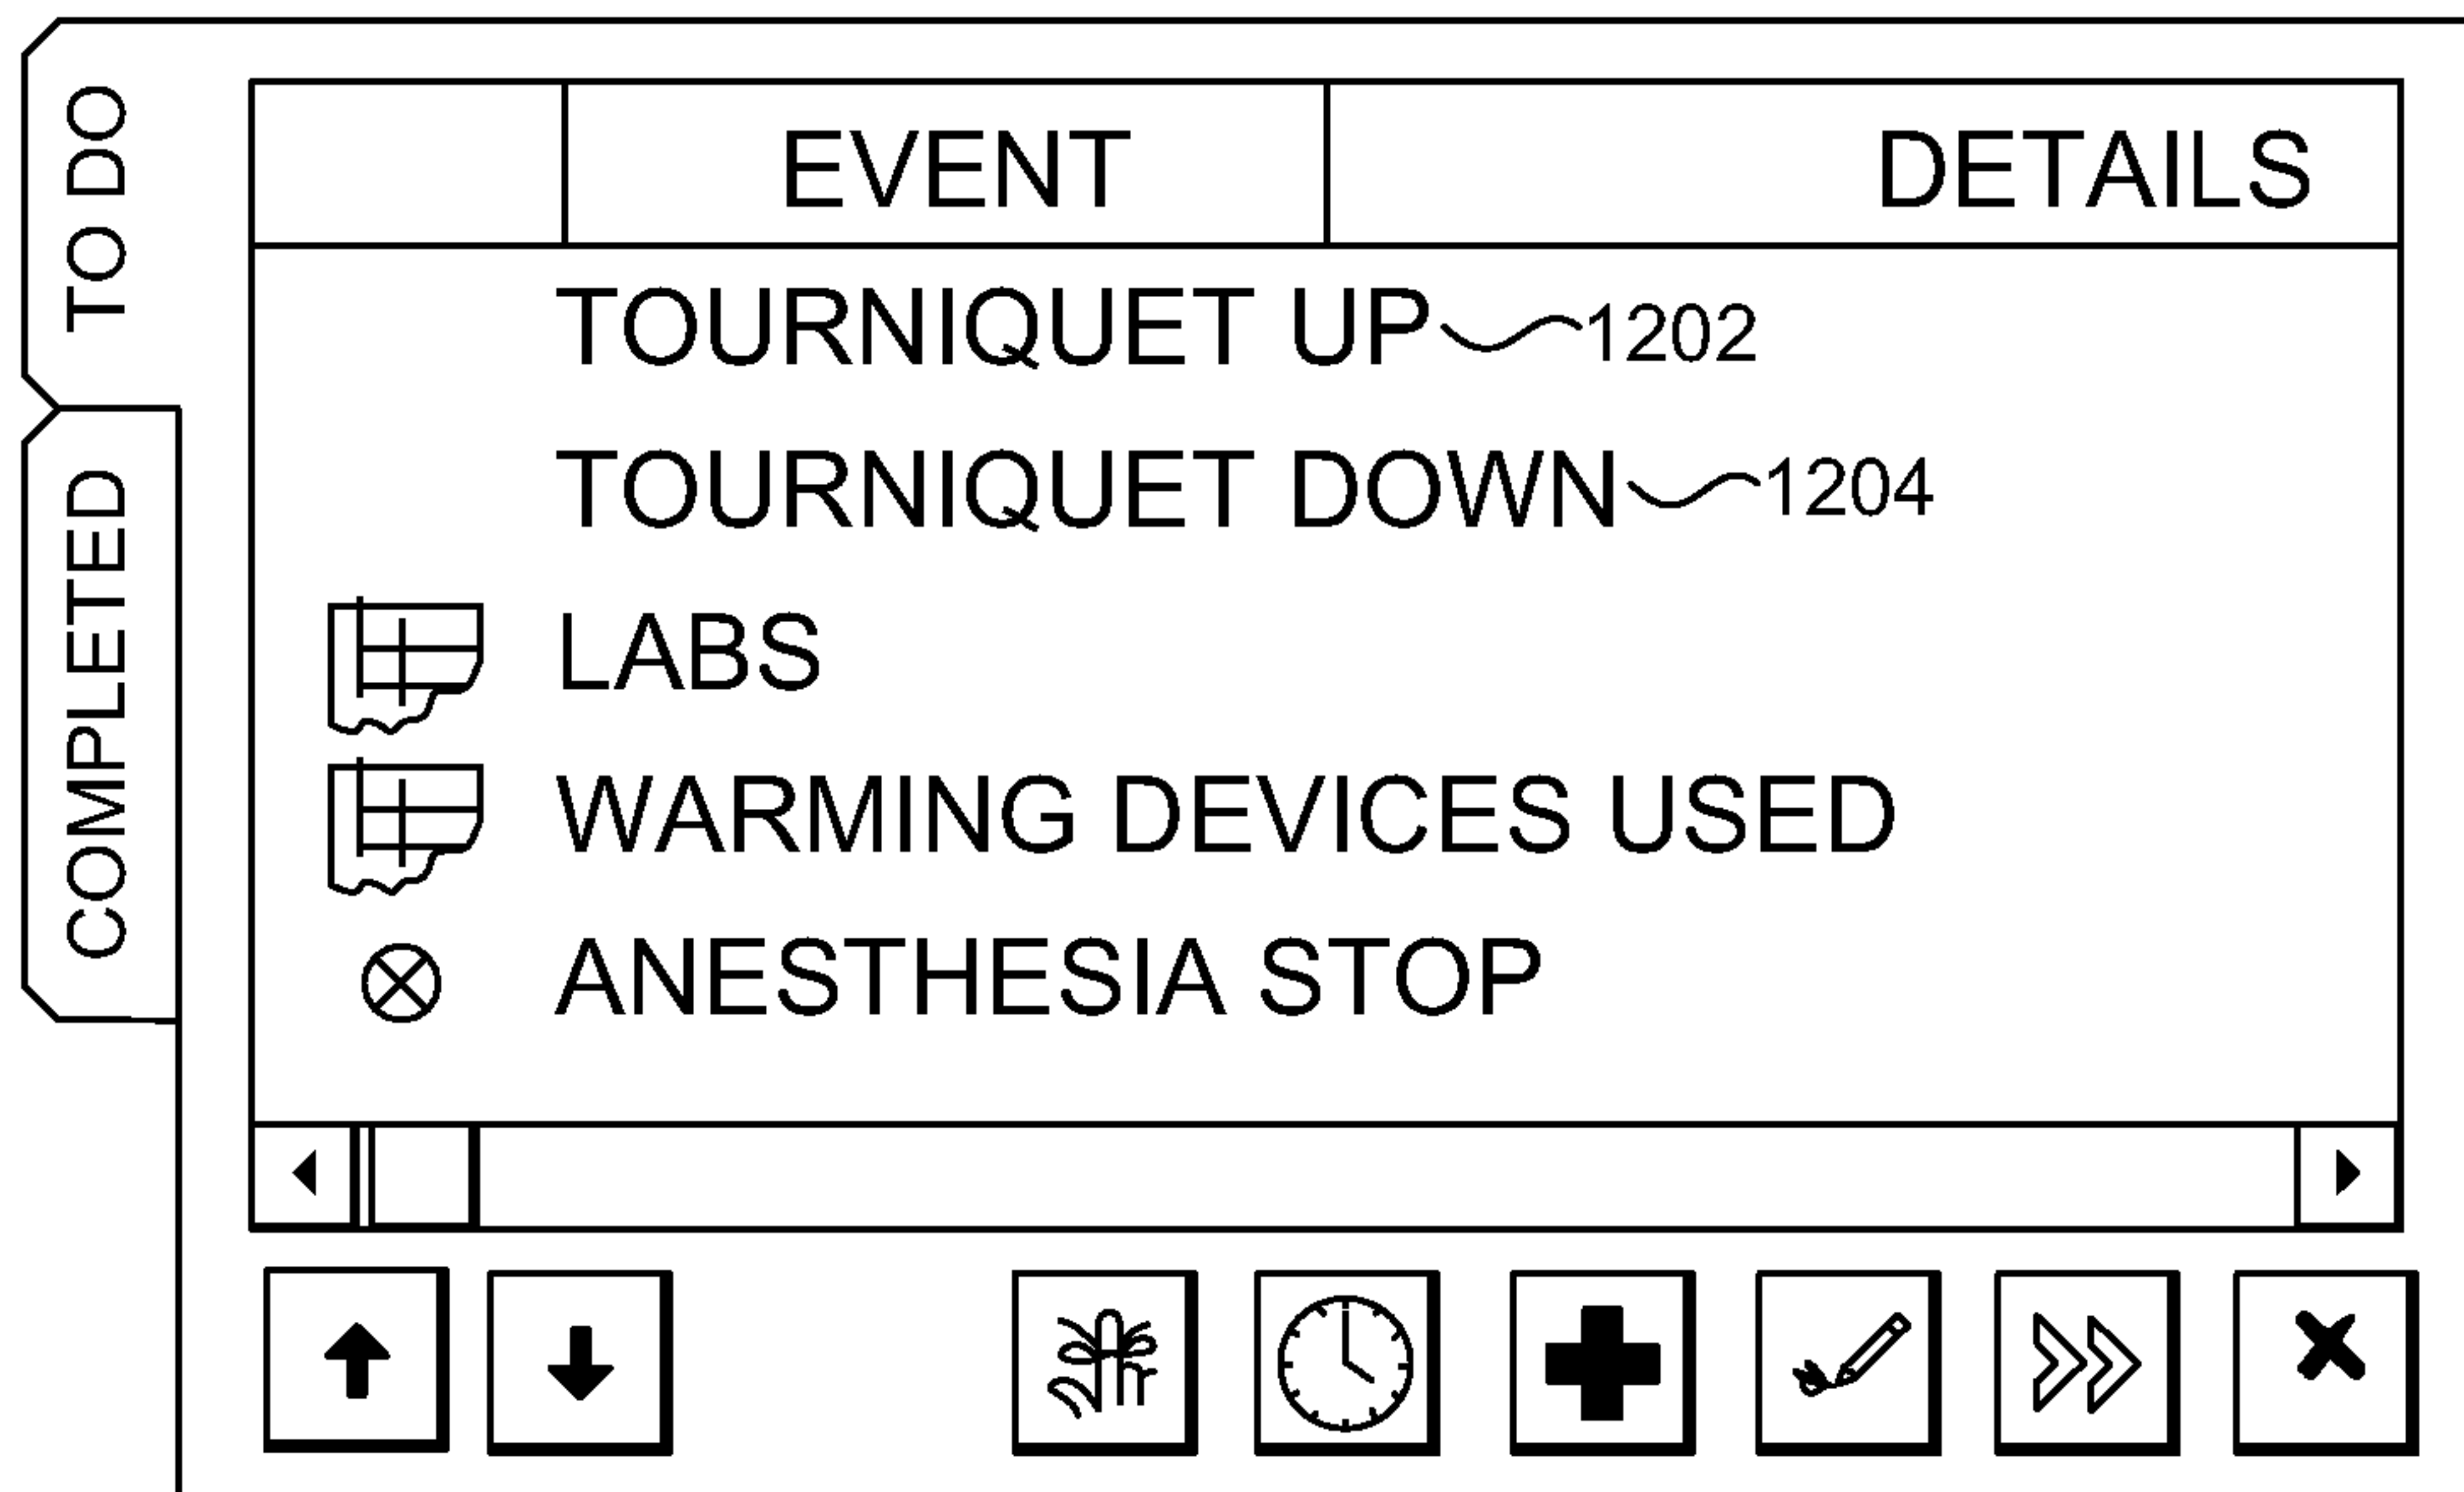 TO DO
COMPLETED
EVENT DETAILS
TOURNIQUET UP 1202
TOURNIQUET DOWN 1204
LABS
WARMING DEVICES USED
ANESTHESIA STOP